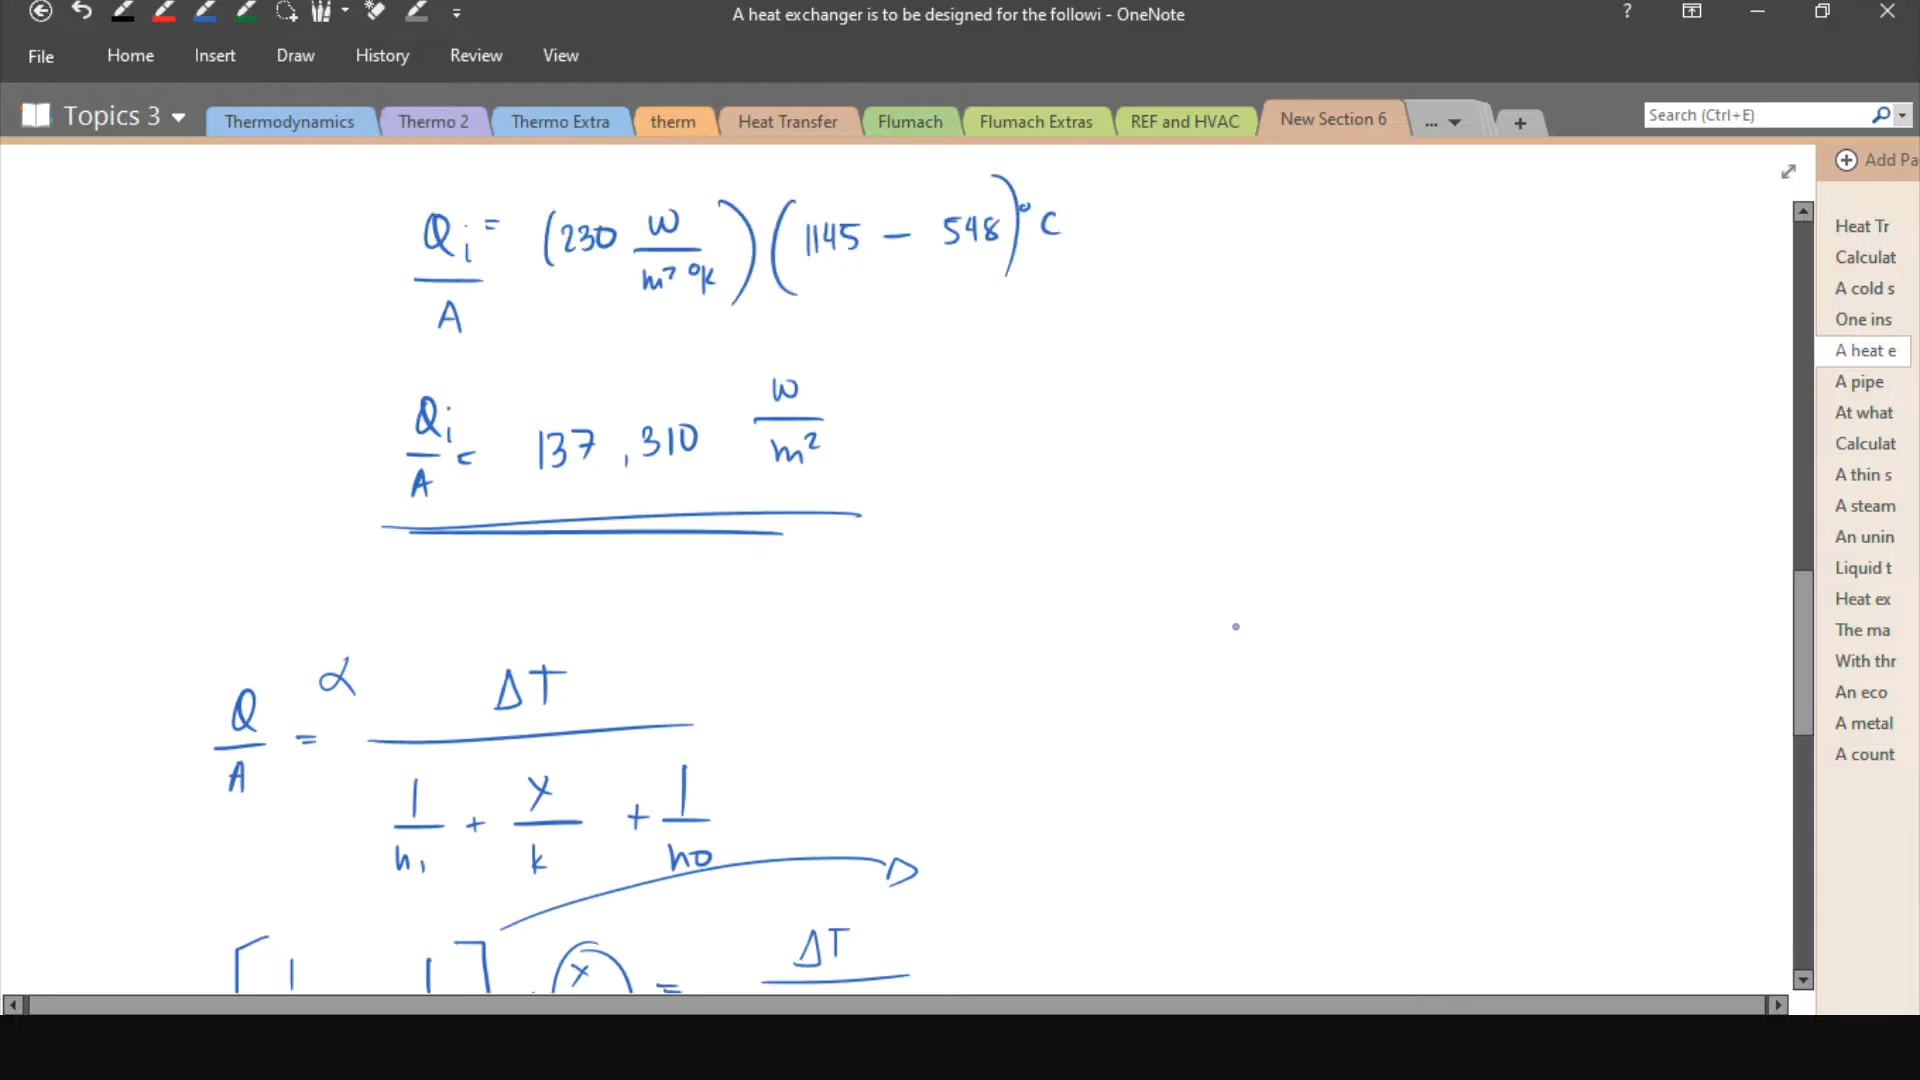 A heat exchanger is to be designed for the followi - OneNote
?
File Home Insert Draw History Review View
Topics 3
Thermodynamics Thermo 2 Thermo Extra therm Heat Transfer Flumach Flumach Extras REF and HVAC New Section 6 ... +
Search (Ctrl+E)
Add Pa
Heat Tr
Calculat
A cold s
One ins
A heat e
A pipe
At what
Calculat
A thin s
A steam
An unin
Liquid t
Heat ex
The ma
With thr
An eco
A metal
A count
Qi/A = (230 W/m² °K)(1145 - 548)°C
Qi/A = 137,310 W/m²
Q/A = α ΔT / (1/h₁ + x/k + 1/ho)
[1 1] x = ΔT